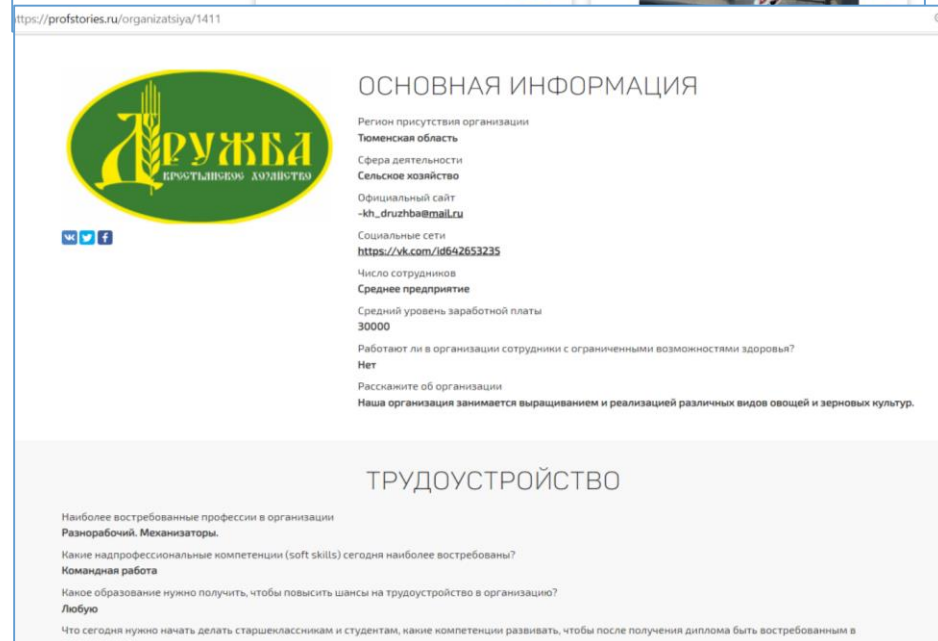 https://profstories.ru/organizatsiya/1411
ДРУЖБА
КРЕСТЬЯНСКОЕ ХОЗЯЙСТВО
ОСНОВНАЯ ИНФОРМАЦИЯ
Регион присутствия организации
Тюменская область
Сфера деятельности
Сельское хозяйство
Официальный сайт
-kh_druzhba@mail.ru
Социальные сети
https://vk.com/id642653235
Число сотрудников
Среднее предприятие
Средний уровень заработной платы
30000
Работают ли в организации сотрудники с ограниченными возможностями здоровья?
Нет
Расскажите об организации
Наша организация занимается выращиванием и реализацией различных видов овощей и зерновых культур.
ТРУДОУСТРОЙСТВО
Наиболее востребованные профессии в организации
Разнорабочий. Механизаторы.
Какие надпрофессиональные компетенции (soft skills) сегодня наиболее востребованы?
Командная работа
Какое образование нужно получить, чтобы повысить шансы на трудоустройство в организацию?
Любую
Что сегодня нужно начать делать старшеклассникам и студентам, какие компетенции развивать, чтобы после получения диплома быть востребованным в